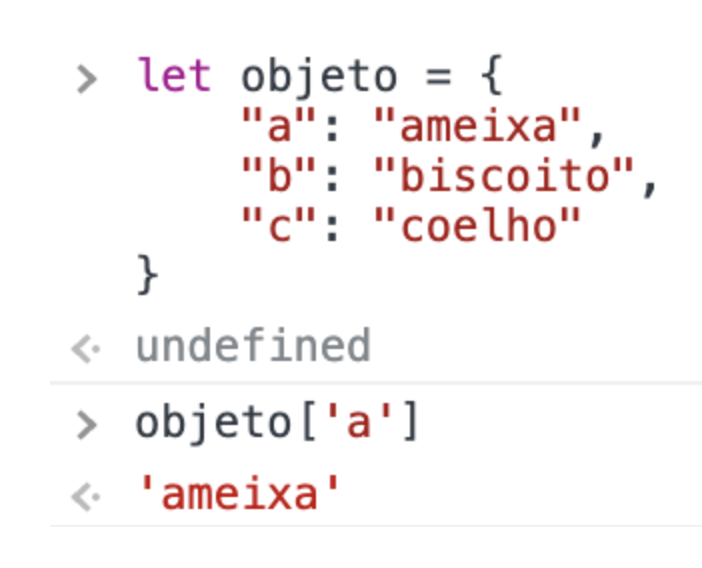 > let objeto = {
"a": "ameixa",
"b": "biscoito",
"c": "coelho"
}
undefined
> objeto['a']
'ameixa'